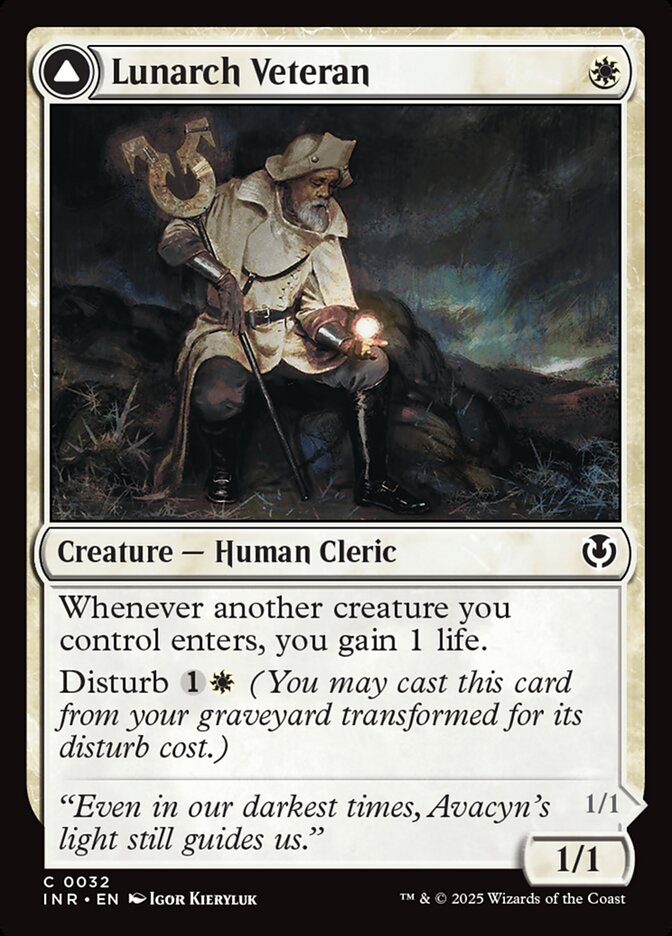 Lunarch Veteran
Creature — Human Cleric
Whenever another creature you
control enters, you gain 1 life.
Disturb 1 (You may cast this card
from your graveyard transformed for its
disturb cost.)
“Even in our darkest times, Avacyn’s
light still guides us.”
1/1
1/1
C 0032
INR • EN Igor Kieryluk
™ & © 2025 Wizards of the Coast